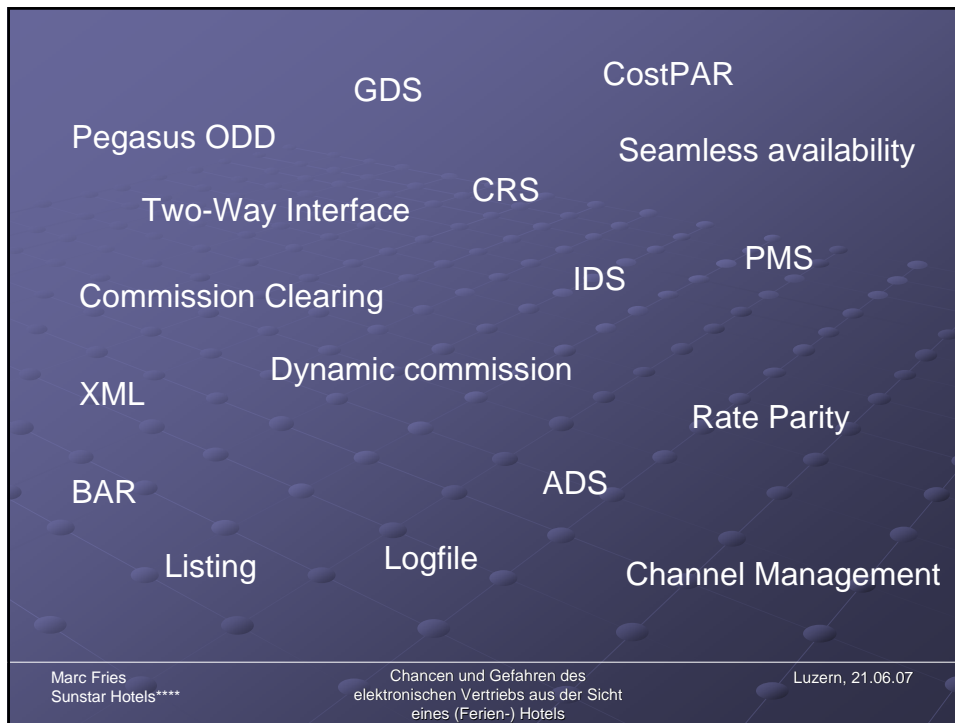 CostPAR
GDS
Pegasus ODD
Seamless availability
CRS
Two-Way Interface
PMS
IDS
Commission Clearing
Dynamic commission
XML
Rate Parity
ADS
BAR
Logfile
Listing
Channel Management
Marc Fries
Sunstar Hotels****
Chancen und Gefahren des
elektronischen Vertriebs aus der Sicht
eines (Ferien-) Hotels
Luzern, 21.06.07